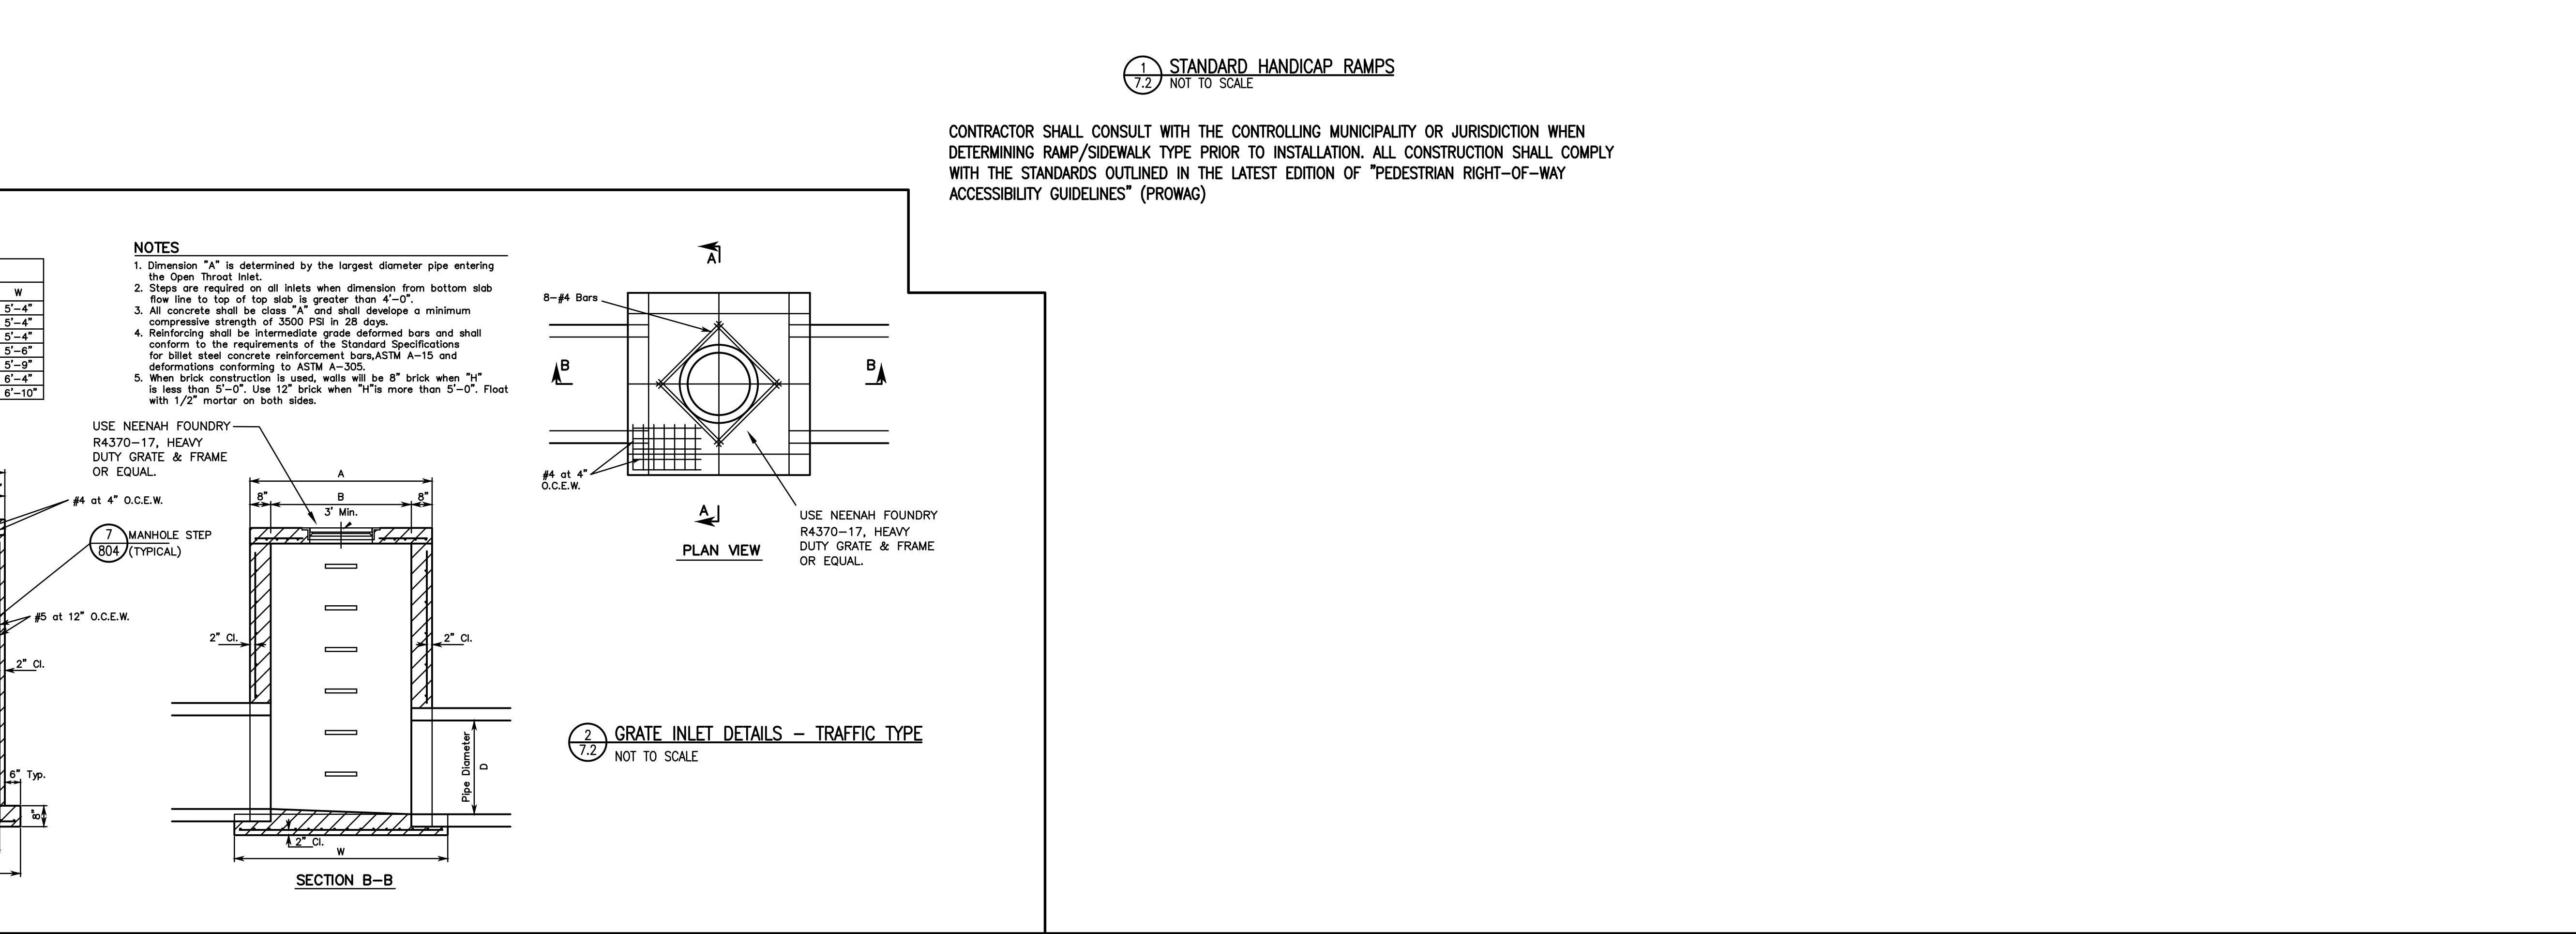 1
7.2
STANDARD HANDICAP RAMPS
NOT TO SCALE
CONTRACTOR SHALL CONSULT WITH THE CONTROLLING MUNICIPALITY OR JURISDICTION WHEN
DETERMINING RAMP/SIDEWALK TYPE PRIOR TO INSTALLATION. ALL CONSTRUCTION SHALL COMPLY
WITH THE STANDARDS OUTLINED IN THE LATEST EDITION OF "PEDESTRIAN RIGHT-OF-WAY
ACCESSIBILITY GUIDELINES" (PROWAG)
W
5'-4"
5'-4"
5'-4"
5'-6"
5'-9"
6'-4"
6'-10"
NOTES
1. Dimension "A" is determined by the largest diameter pipe entering
the Open Throat Inlet.
2. Steps are required on all inlets when dimension from bottom slab
flow line to top of top slab is greater than 4'-0".
3. All concrete shall be class "A" and shall develope a minimum
compressive strength of 3500 PSI in 28 days.
4. Reinforcing shall be intermediate grade deformed bars and shall
conform to the requirements of the Standard Specifications
for billet steel concrete reinforcement bars,ASTM A-15 and
deformations conforming to ASTM A-305.
5. When brick construction is used, walls will be 8" brick when "H"
is less than 5'-0". Use 12" brick when "H"is more than 5'-0". Float
with 1/2" mortar on both sides.
USE NEENAH FOUNDRY
R4370-17, HEAVY
DUTY GRATE & FRAME
OR EQUAL.
#4 at 4" O.C.E.W.
7
804
MANHOLE STEP
(TYPICAL)
#5 at 12" O.C.E.W.
2" Cl.
6" Typ.
8"
A
8"
B
8"
3' Min.
2" Cl.
2" Cl.
Pipe Diameter
D
2" Cl.
W
SECTION B-B
A
8-#4 Bars
B
B
#4 at 4"
O.C.E.W.
A
PLAN VIEW
USE NEENAH FOUNDRY
R4370-17, HEAVY
DUTY GRATE & FRAME
OR EQUAL.
2
7.2
GRATE INLET DETAILS - TRAFFIC TYPE
NOT TO SCALE